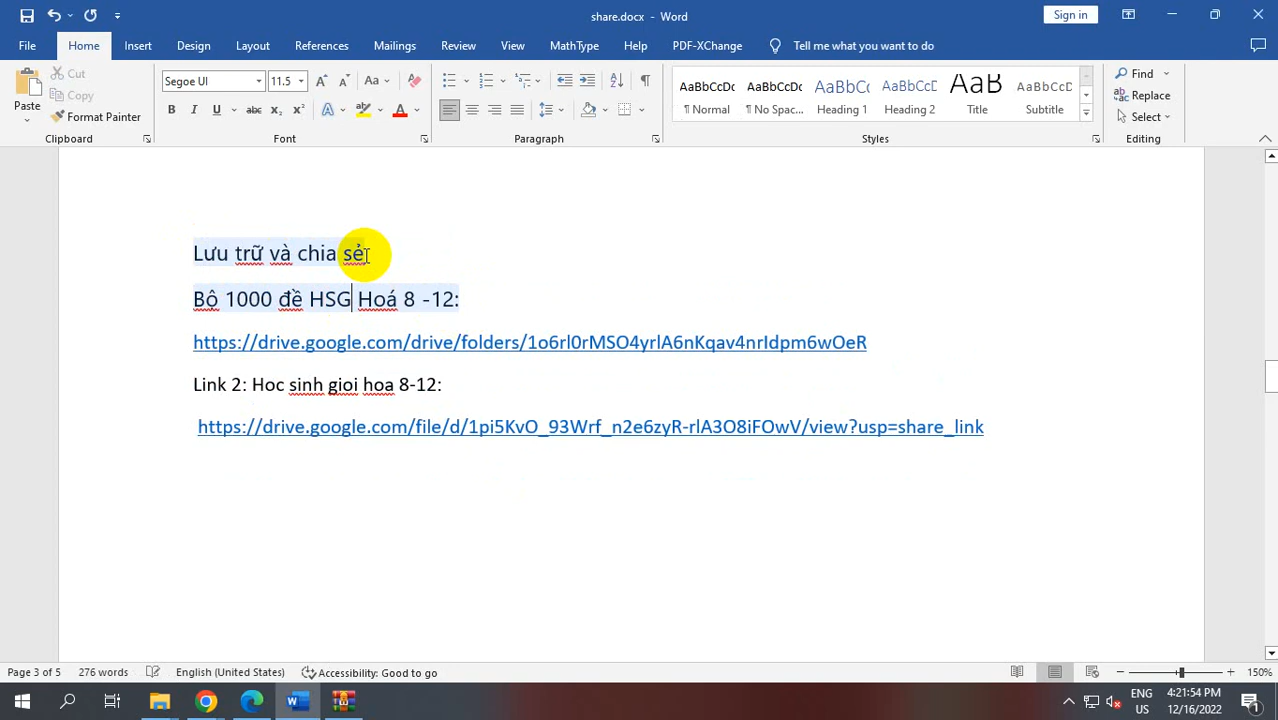 share.docx - Word
Sign in
File Home Insert Design Layout References Mailings Review View MathType Help PDF-XChange Tell me what you want to do
Paste
Cut
Copy
Format Painter
Clipboard
Segoe UI 11.5
Font
Paragraph
AaBbCcDc AaBbCcDc AaBbCc AaBbCcD AaB AaBbCcD
¶ Normal ¶ No Spac... Heading 1 Heading 2 Title Subtitle
Styles
Find
Replace
Select
Editing
Lưu trữ và chia sẻ
Bộ 1000 đề HSG Hoá 8 -12:
https://drive.google.com/drive/folders/1o6rl0rMSO4yrlA6nKqav4nrIdpm6wOeR
Link 2: Hoc sinh gioi hoa 8-12:
https://drive.google.com/file/d/1pi5KvO_93Wrf_n2e6zyR-rlA3O8iFOwV/view?usp=share_link
Page 3 of 5 276 words English (United States) Accessibility: Good to go 150%
ENG
US
4:21:54 PM
12/16/2022
1